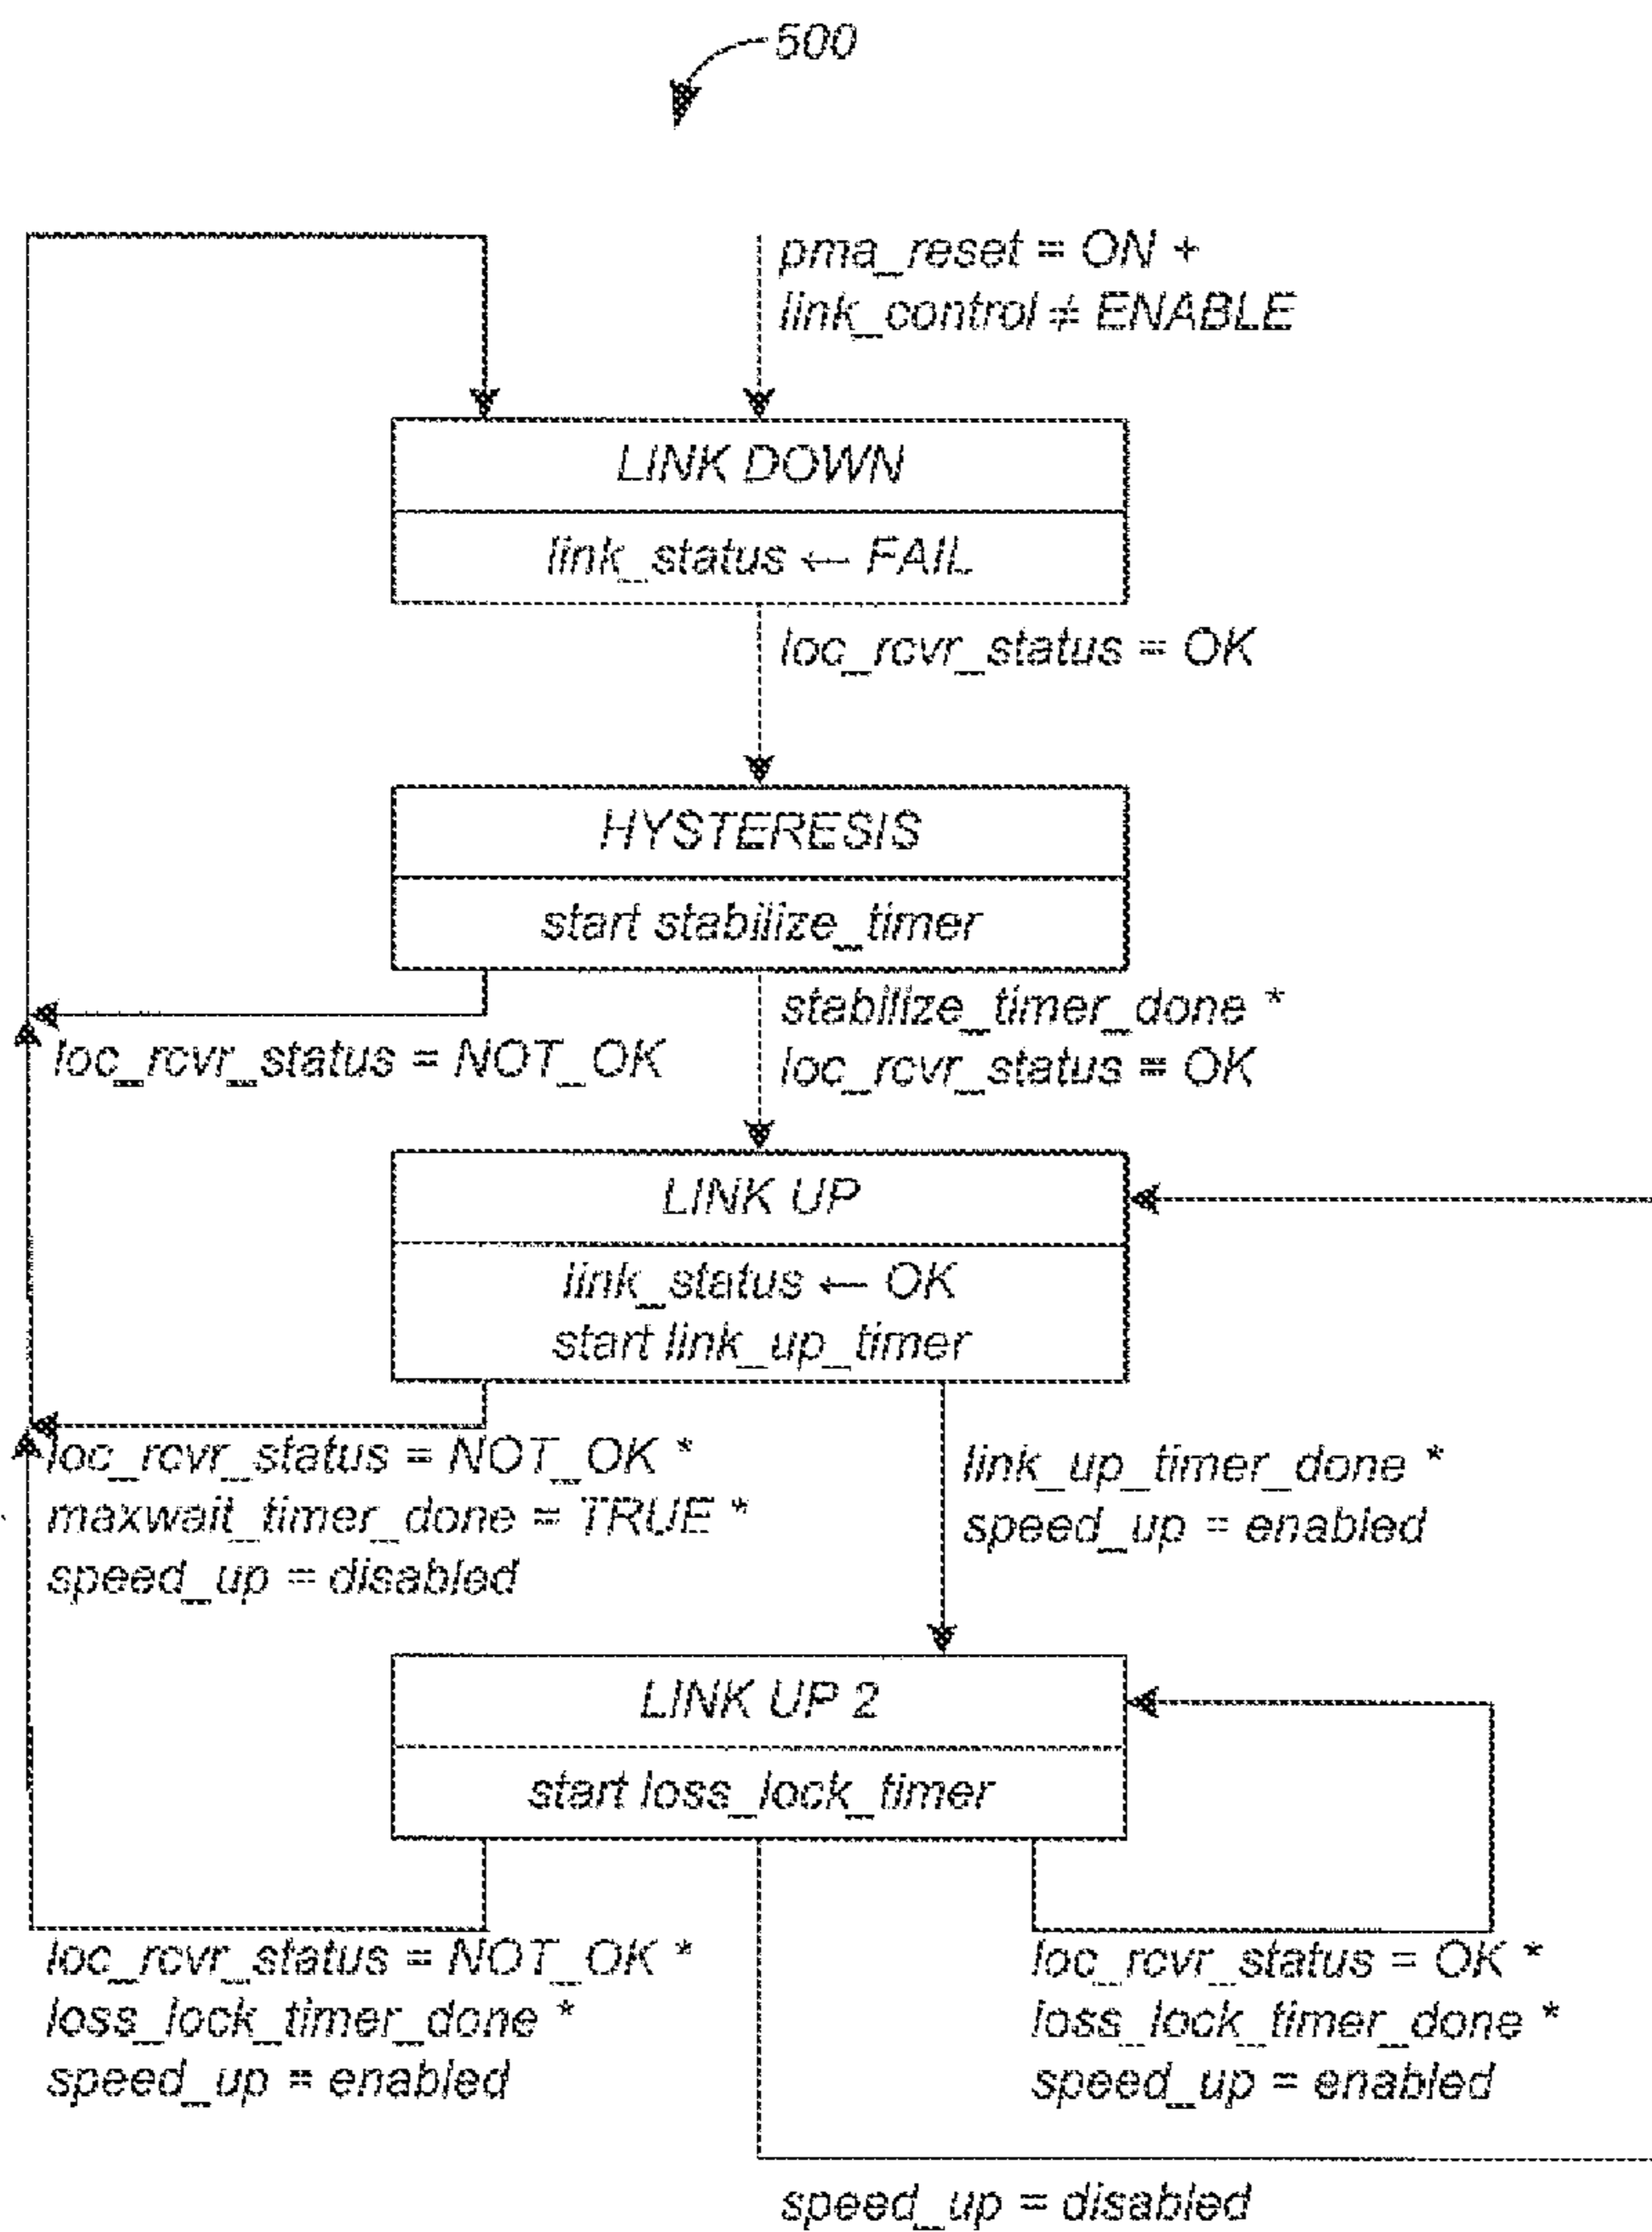 500
pma_reset = ON +
link_control ≠ ENABLE
LINK DOWN
link_status ← FAIL
loc_rcvr_status = OK
HYSTERESIS
start stabilize_timer
stabilize_timer_done *
loc_rcvr_status = OK
loc_rcvr_status = NOT_OK
LINK UP
link_status ← OK
start link_up_timer
loc_rcvr_status = NOT_OK *
maxwait_timer_done = TRUE *
speed_up = disabled
link_up_timer_done *
speed_up = enabled
LINK UP 2
start loss_lock_timer
loc_rcvr_status = NOT_OK *
loss_lock_timer_done *
speed_up = enabled
loc_rcvr_status = OK *
loss_lock_timer_done *
speed_up = enabled
speed_up = disabled